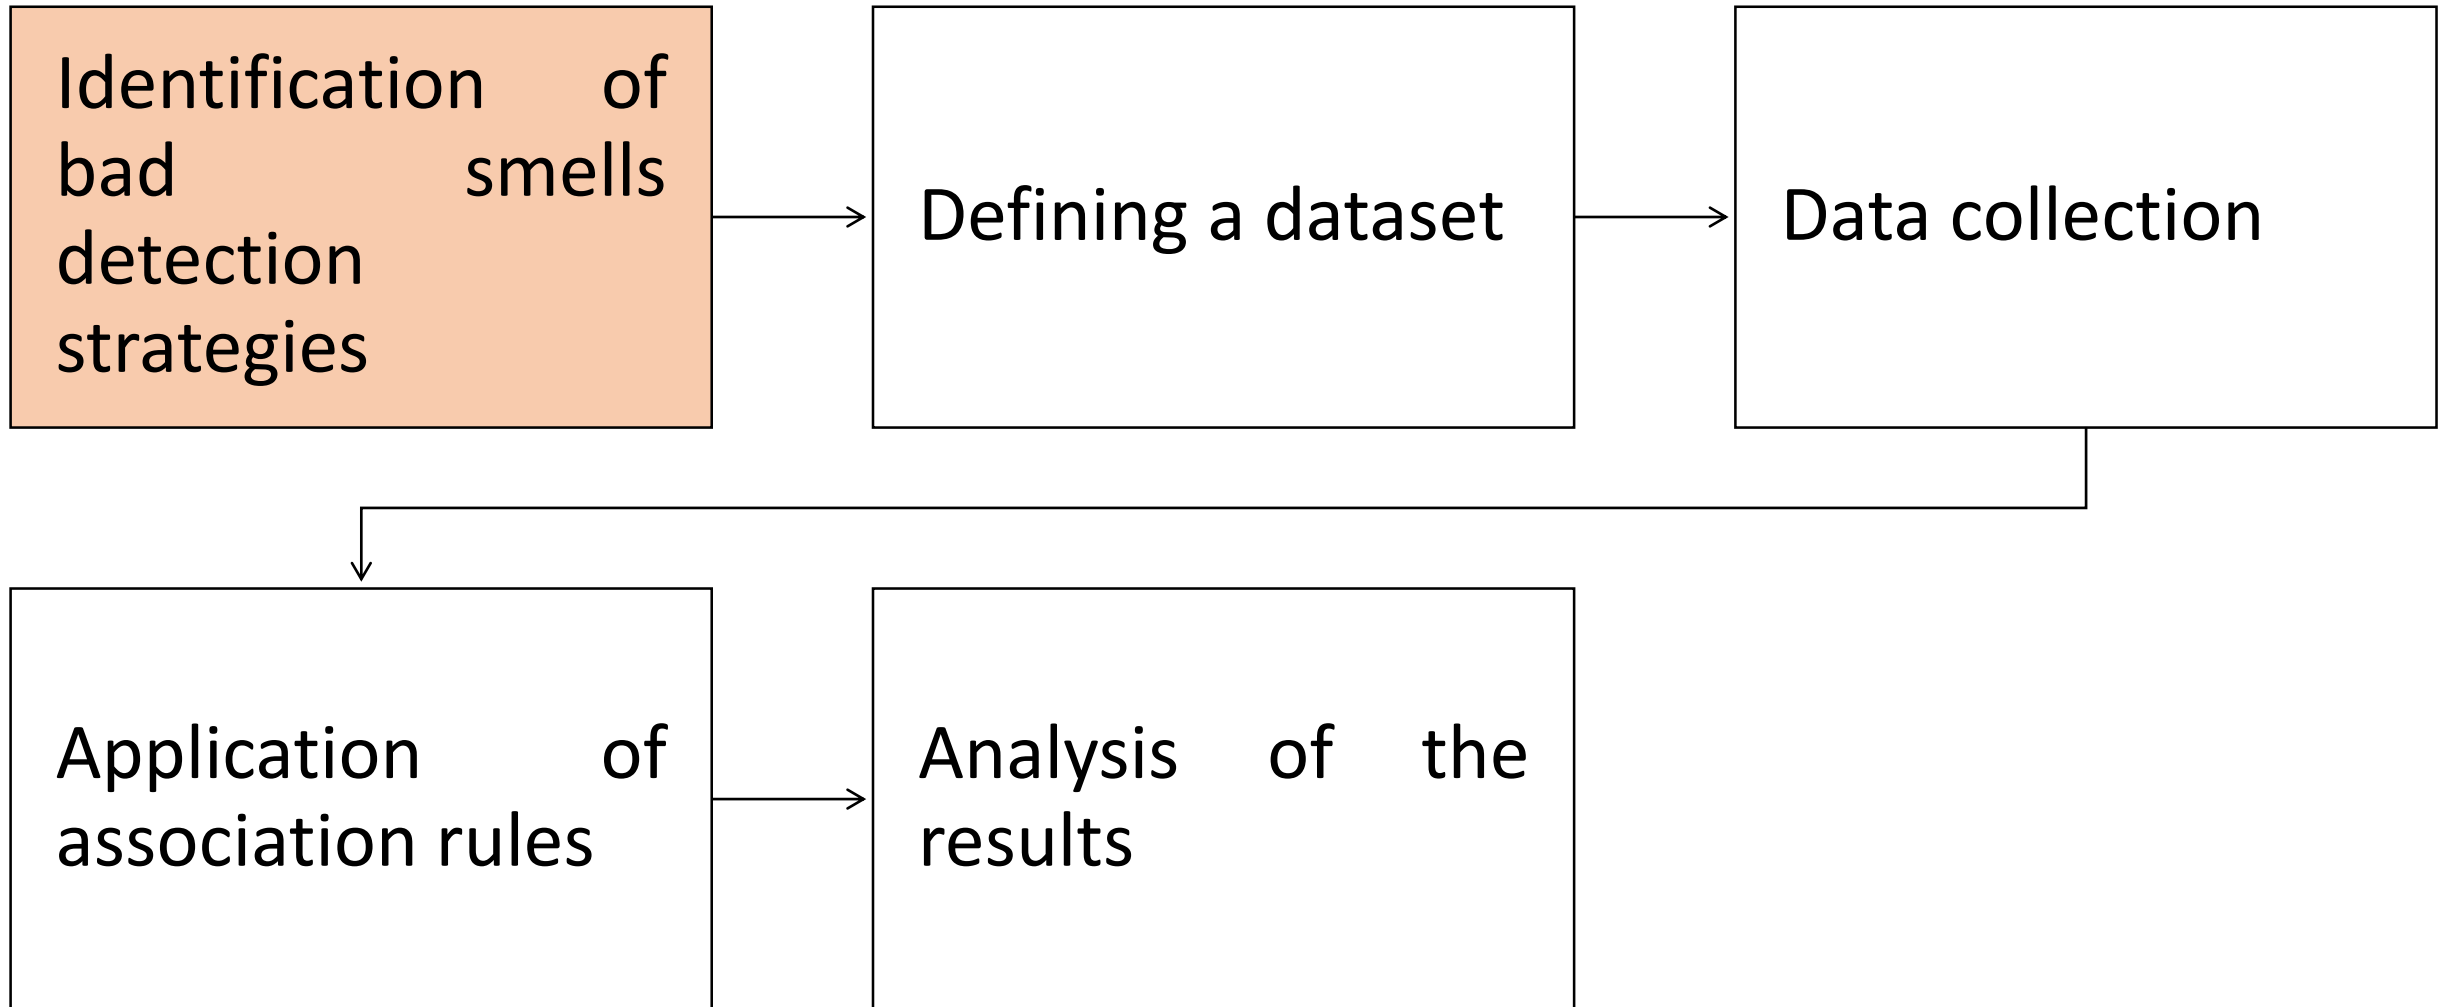 Identification of
bad smells
detection
strategies
Defining a dataset
Data collection
Application of
association rules
Analysis of the
results